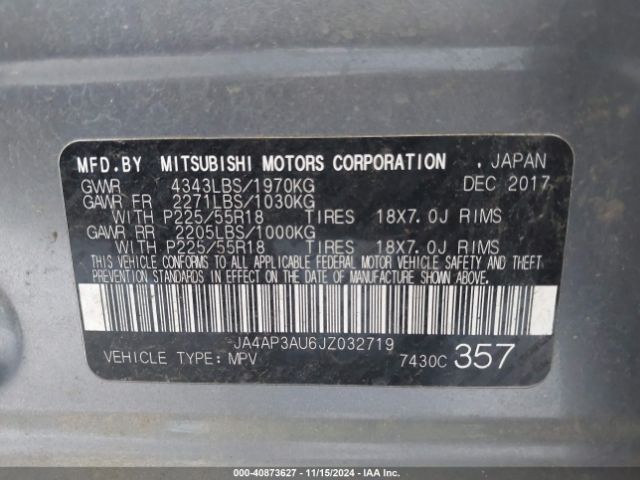 MFD.BY MITSUBISHI MOTORS CORPORATION , JAPAN
GVWR 4343LBS/1970KG DEC 2017
GAWR FR 2271LBS/1030KG
WITH P225/55R18 TIRES 18X7.0J RIMS
GAWR RR 2205LBS/1000KG
WITH P225/55R18 TIRES 18X7.0J RIMS
THIS VEHICLE CONFORMS TO ALL APPLICABLE FEDERAL MOTOR VEHICLE SAFETY AND THEFT
PREVENTION STANDARDS IN EFFECT ON THE DATE OF MANUFACTURE SHOWN ABOVE.
JA4AP3AU6JZ032719
VEHICLE TYPE: MPV 7430C 357
000-40873627 - 11/15/2024 - IAAI.COM